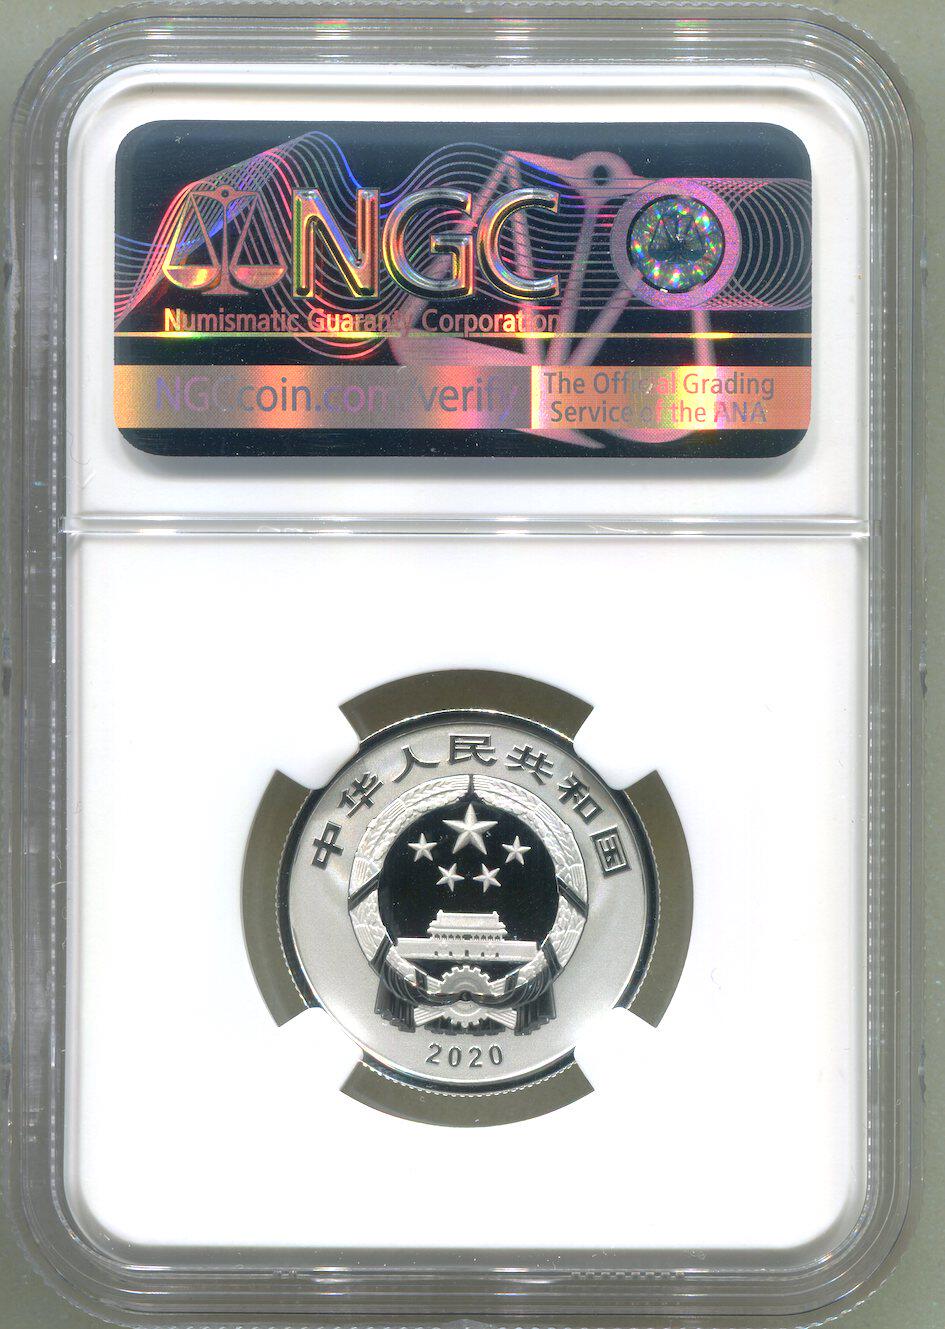 NGC
Numismatic Guaranty Corporation
NGCcoin.com/verify
The Official Grading
Service of the ANA
中华人民共和国
2020